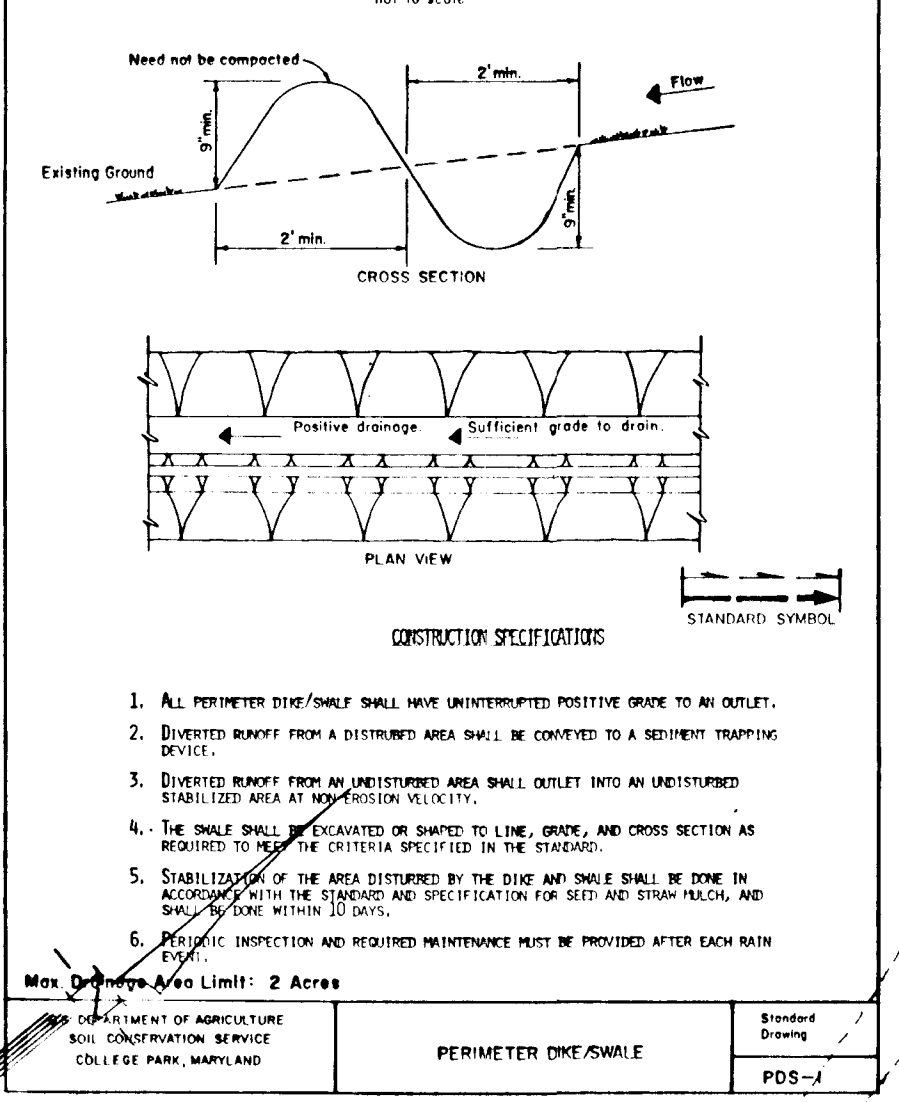 not to scale
Need not be compacted
2' min.
Flow
9" min.
Existing Ground
9" min.
2' min.
CROSS SECTION
Positive drainage.
Sufficient grade to drain.
PLAN VIEW
STANDARD SYMBOL
CONSTRUCTION SPECIFICATIONS
1. ALL PERIMETER DIKE/SWALE SHALL HAVE UNINTERRUPTED POSITIVE GRADE TO AN OUTLET.
2. DIVERTED RUNOFF FROM A DISTRUBED AREA SHALL BE CONVEYED TO A SEDIMENT TRAPPING
DEVICE.
3. DIVERTED RUNOFF FROM AN UNDISTURBED AREA SHALL OUTLET INTO AN UNDISTURBED
STABILIZED AREA AT NON-EROSION VELOCITY.
4. THE SWALE SHALL BE EXCAVATED OR SHAPED TO LINE, GRADE, AND CROSS SECTION AS
REQUIRED TO MEET THE CRITERIA SPECIFIED IN THE STANDARD.
5. STABILIZATION OF THE AREA DISTURBED BY THE DIKE AND SWALE SHALL BE DONE IN
ACCORDANCE WITH THE STANDARD AND SPECIFICATION FOR SEED AND STRAW MULCH, AND
SHALL BE DONE WITHIN 10 DAYS.
6. PERIODIC INSPECTION AND REQUIRED MAINTENANCE MUST BE PROVIDED AFTER EACH RAIN
EVENT.
Max. Drainage Area Limit: 2 Acres
U.S. DEPARTMENT OF AGRICULTURE
SOIL CONSERVATION SERVICE
COLLEGE PARK, MARYLAND
PERIMETER DIKE/SWALE
Standard
Drawing
PDS-1